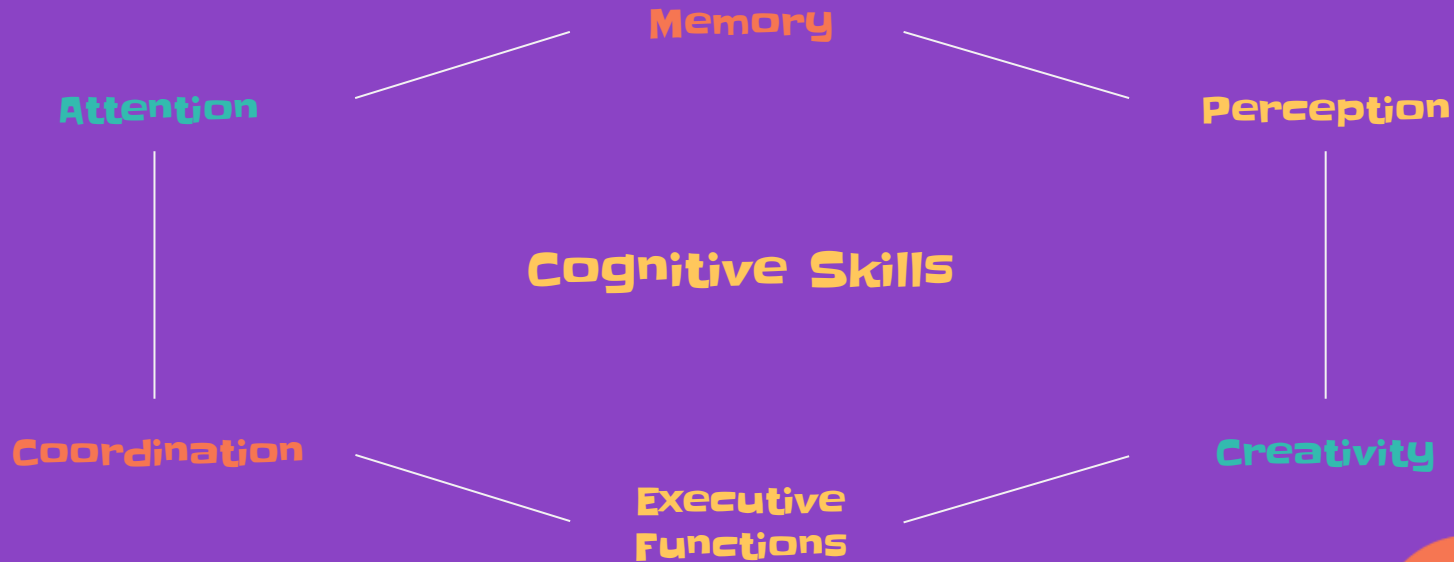 Memory
Attention
Perception
Cognitive Skills
Coordination
Creativity
Executive
Functions